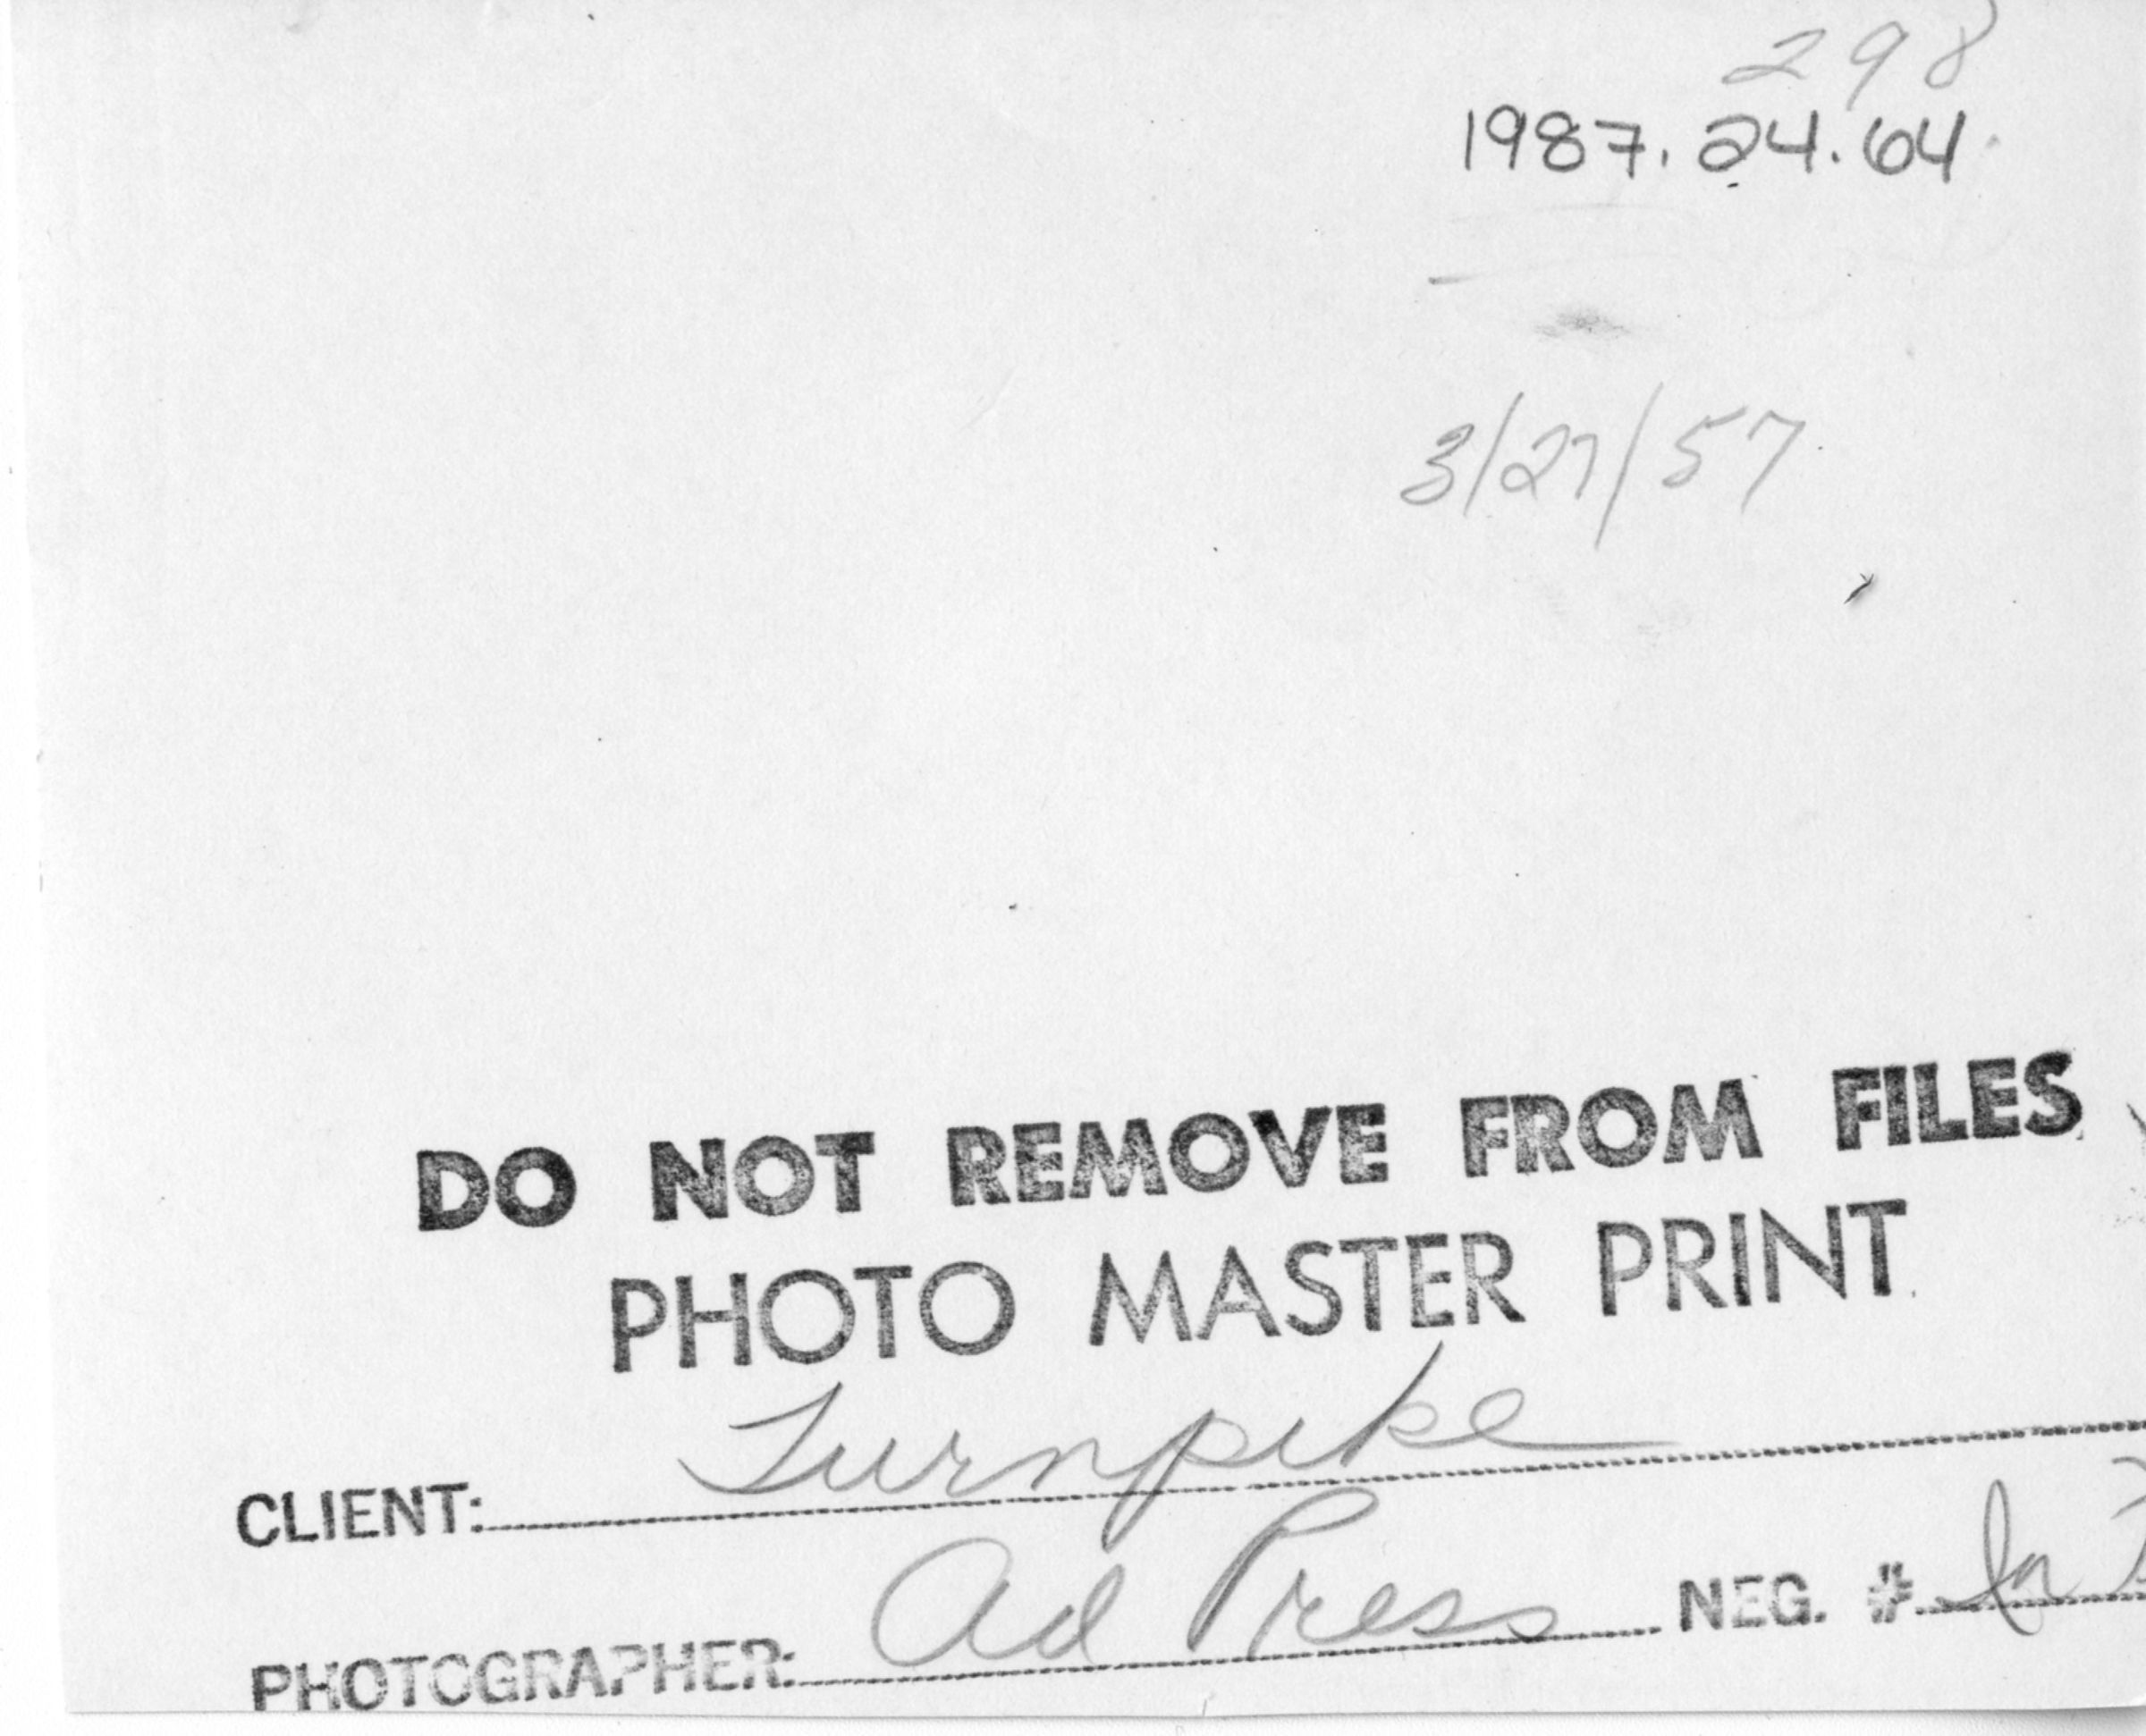 298
1987.24.64
3/27/57
DO NOT REMOVE FROM FILES
PHOTO MASTER PRINT
CLIENT: Turnpike
PHOTOGRAPHER: Ad Press NEG. # In